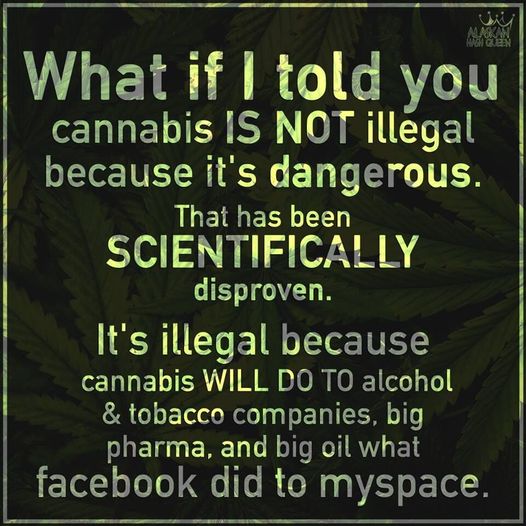 ALASKAN
HASH QUEEN
What if I told you
cannabis IS NOT illegal
because it's dangerous.
That has been
SCIENTIFICALLY
disproven.
It's illegal because
cannabis WILL DO TO alcohol
& tobacco companies, big
pharma, and big oil what
facebook did to myspace.